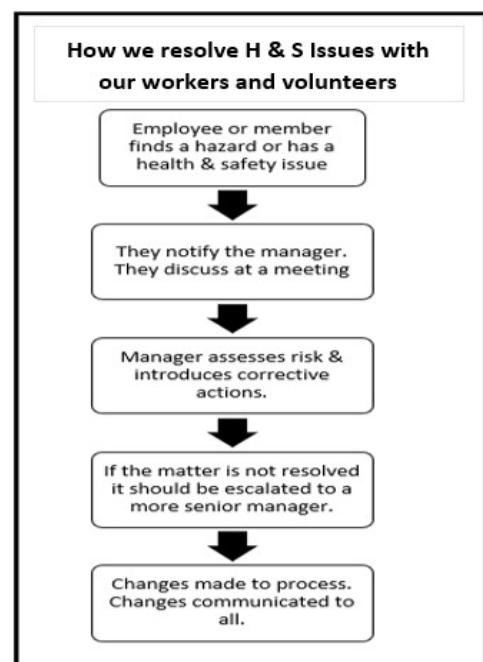 How we resolve H & S Issues with
our workers and volunteers
Employee or member
finds a hazard or has a
health & safety issue
They notify the manager.
They discuss at a meeting
Manager assesses risk &
introduces corrective
actions.
If the matter is not resolved
it should be escalated to a
more senior manager.
Changes made to process.
Changes communicated to
all.